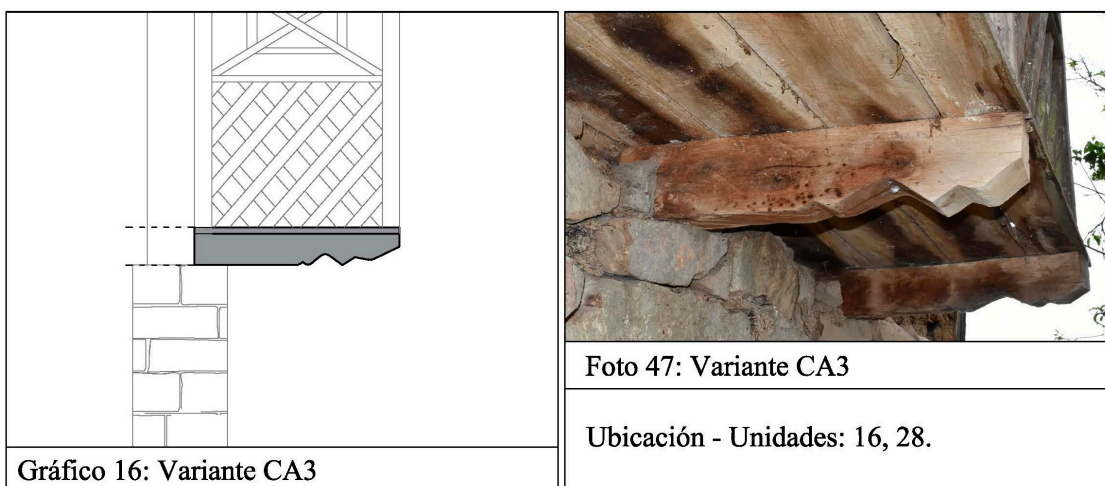 Gráfico 16: Variante CA3
Foto 47: Variante CA3
Ubicación - Unidades: 16, 28.